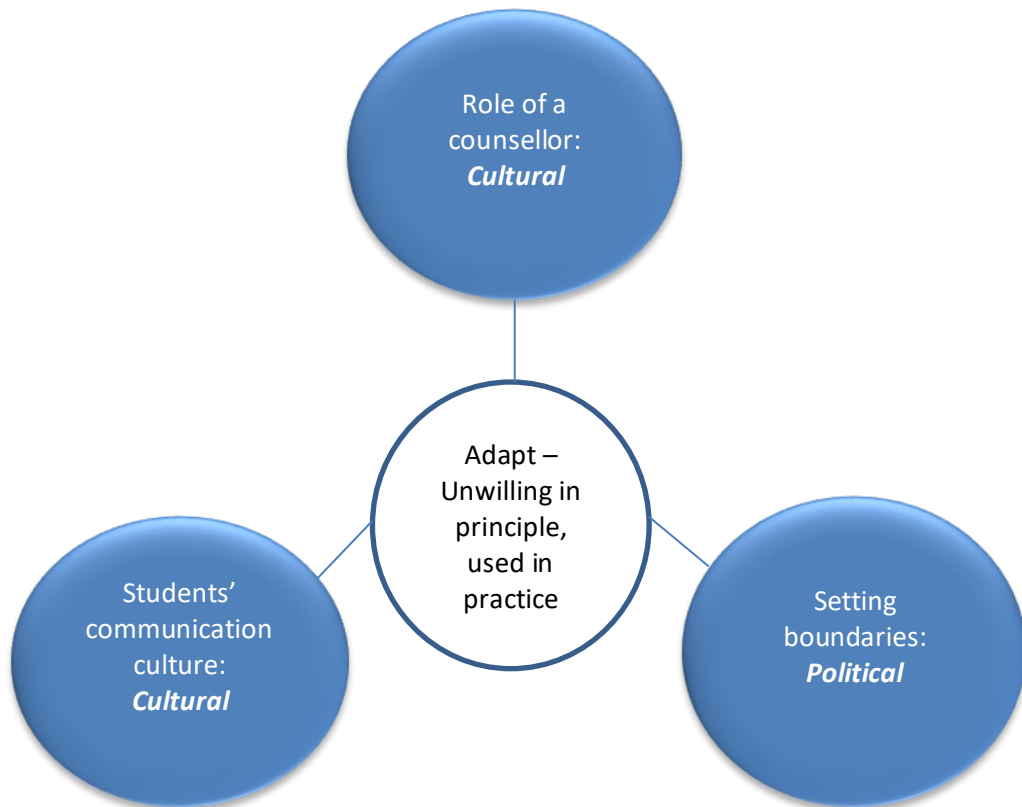 Role of a
counsellor:
Cultural
Adapt –
Unwilling in
principle,
used in
practice
Students’
communication
culture:
Cultural
Setting
boundaries:
Political